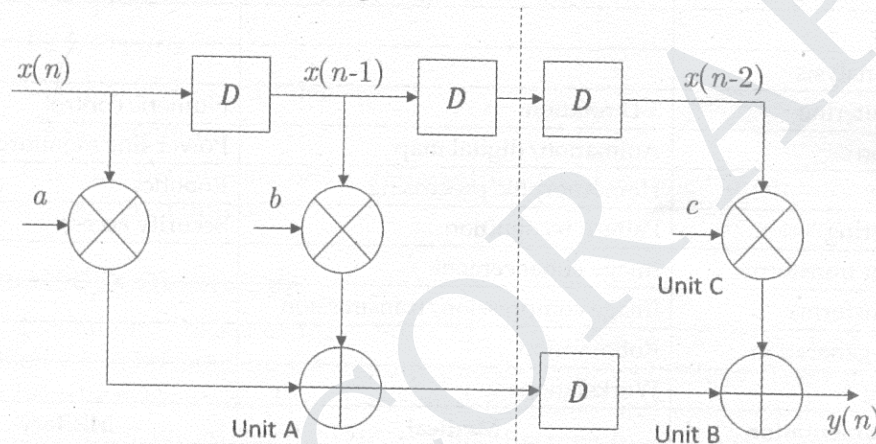 x(n)
D
x(n-1)
D
D
x(n-2)
a
b
c
Unit C
D
Unit A
Unit B
y(n)